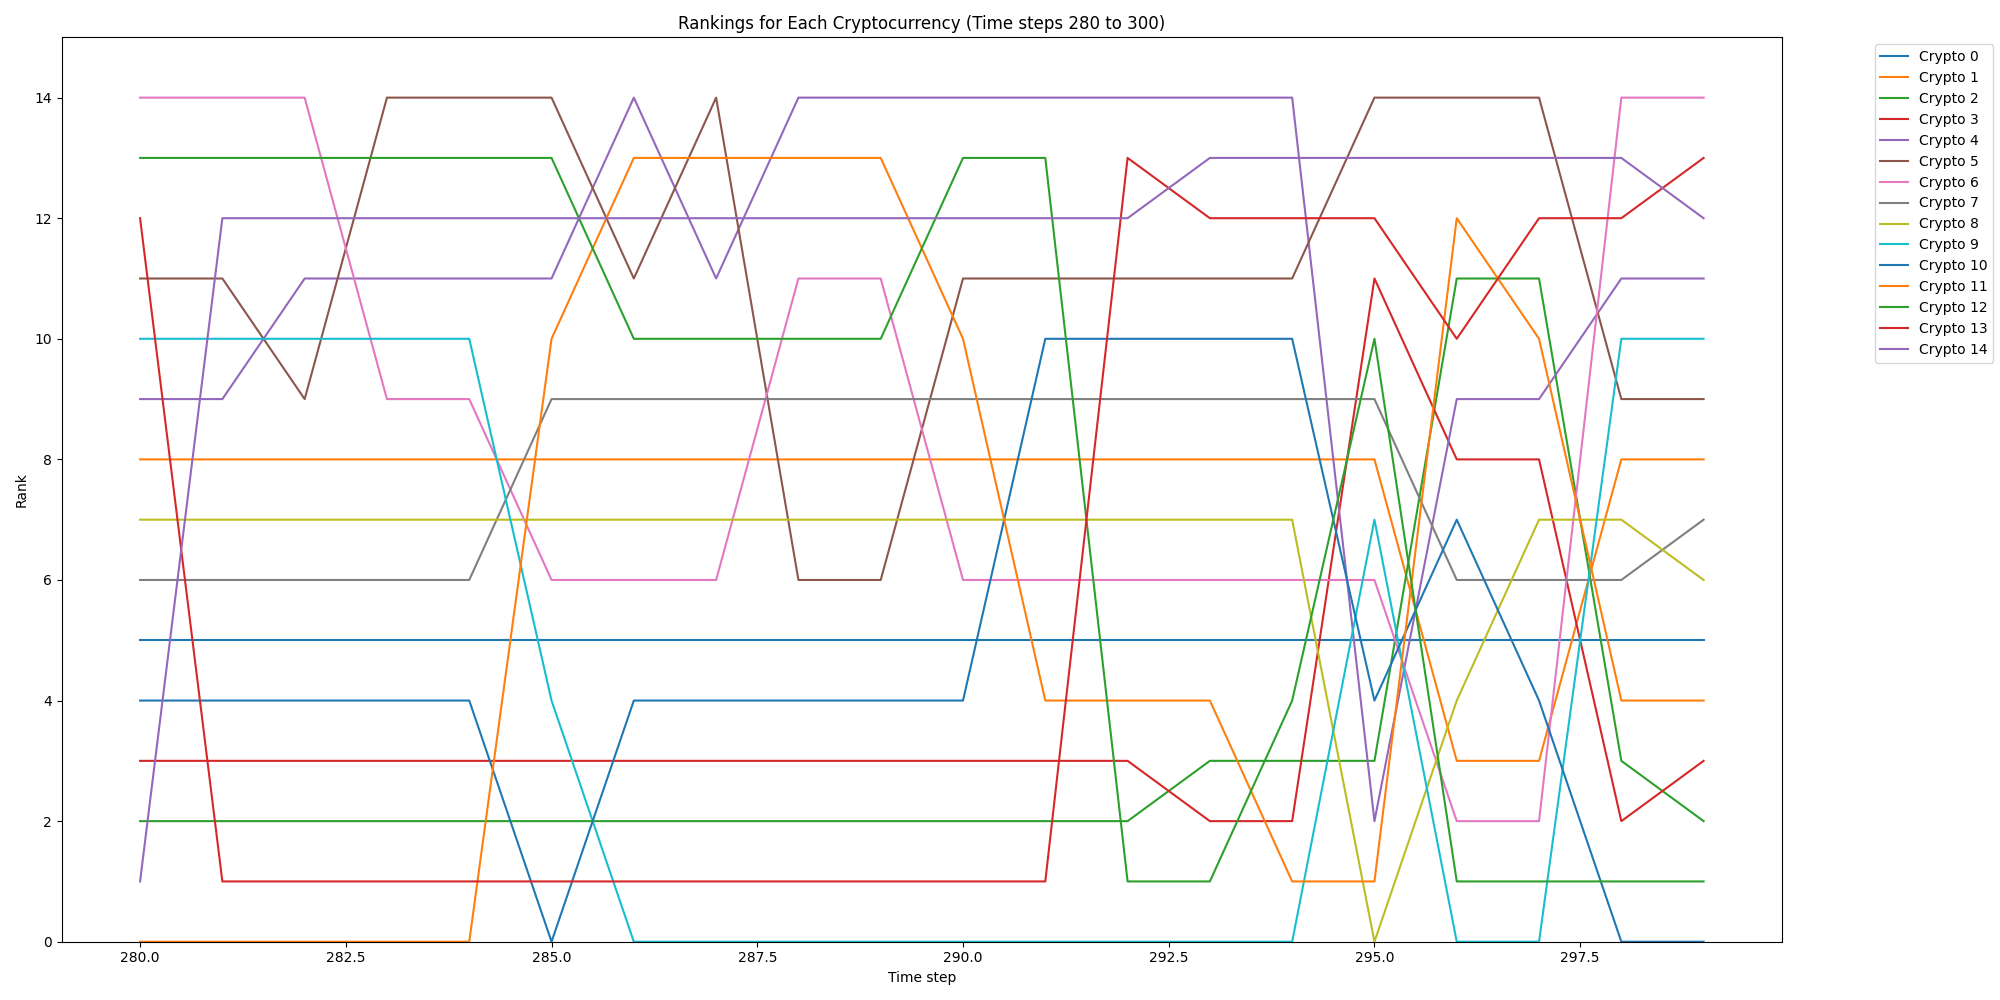 Rankings for Each Cryptocurrency (Time steps 280 to 300)
Rank
14
12
10
8
6
4
2
0
280.0
282.5
285.0
287.5
290.0
292.5
295.0
297.5
Time step
Crypto 0
Crypto 1
Crypto 2
Crypto 3
Crypto 4
Crypto 5
Crypto 6
Crypto 7
Crypto 8
Crypto 9
Crypto 10
Crypto 11
Crypto 12
Crypto 13
Crypto 14